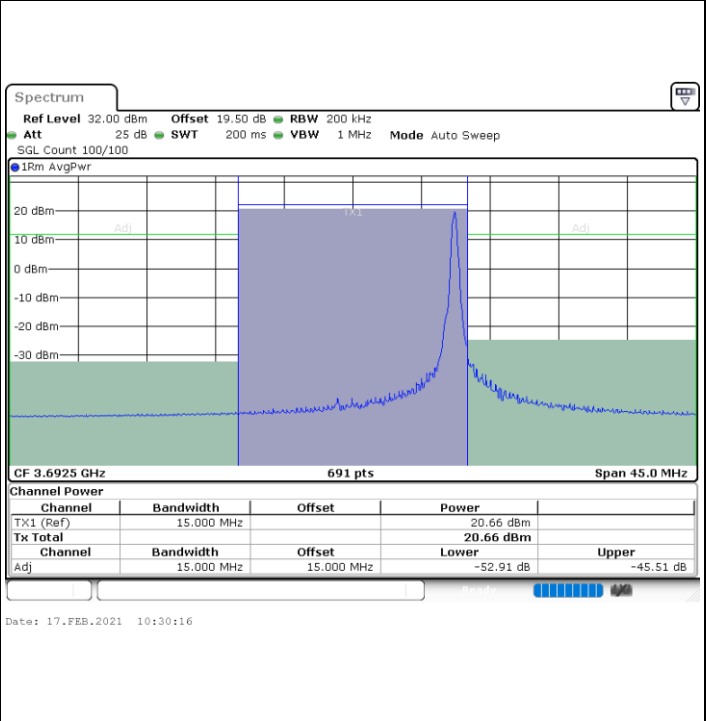 Spectrum
Ref Level 32.00 dBm Offset 19.50 dB RBW 200 kHz
Att 25 dB SWT 200 ms VBW 1 MHz Mode Auto Sweep
SGL Count 100/100
1Rm AvgPwr
20 dBm
TX1
Adj Adj
10 dBm
0 dBm
-10 dBm
-20 dBm
-30 dBm
CF 3.6925 GHz 691 pts Span 45.0 MHz
Channel Power
Channel Bandwidth Offset Power
TX1 (Ref) 15.000 MHz 20.66 dBm
Tx Total 20.66 dBm
Channel Bandwidth Offset Lower Upper
Adj 15.000 MHz 15.000 MHz -52.91 dB -45.51 dB
Ready
Date: 17.FEB.2021 10:30:16